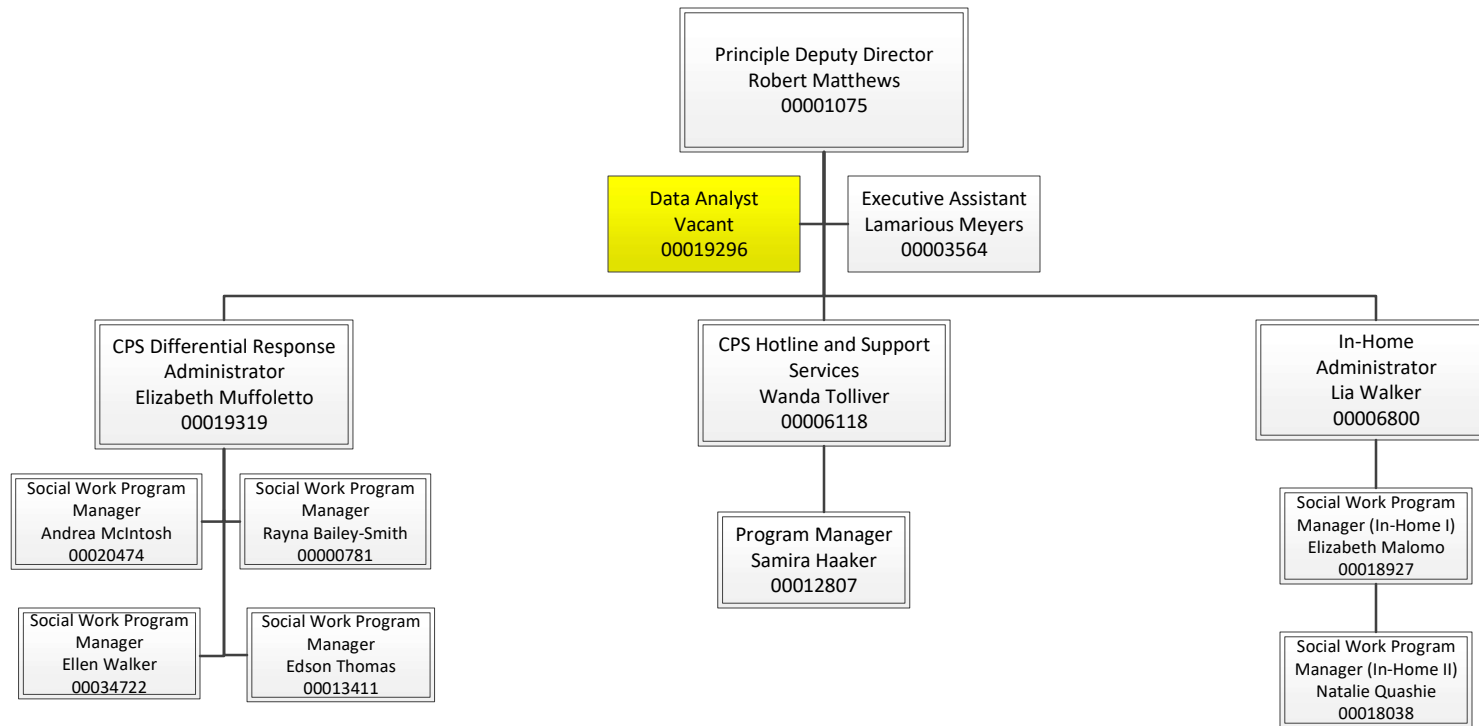 Principle Deputy Director
Robert Matthews
00001075
Data Analyst
Vacant
00019296
Executive Assistant
Lamarious Meyers
00003564
CPS Differential Response
Administrator
Elizabeth Muffoletto
00019319
CPS Hotline and Support
Services
Wanda Tolliver
00006118
In-Home
Administrator
Lia Walker
00006800
Social Work Program
Manager
Andrea McIntosh
00020474
Social Work Program
Manager
Rayna Bailey-Smith
00000781
Social Work Program
Manager
Ellen Walker
00034722
Social Work Program
Manager
Edson Thomas
00013411
Program Manager
Samira Haaker
00012807
Social Work Program
Manager (In-Home I)
Elizabeth Malomo
00018927
Social Work Program
Manager (In-Home II)
Natalie Quashie
00018038